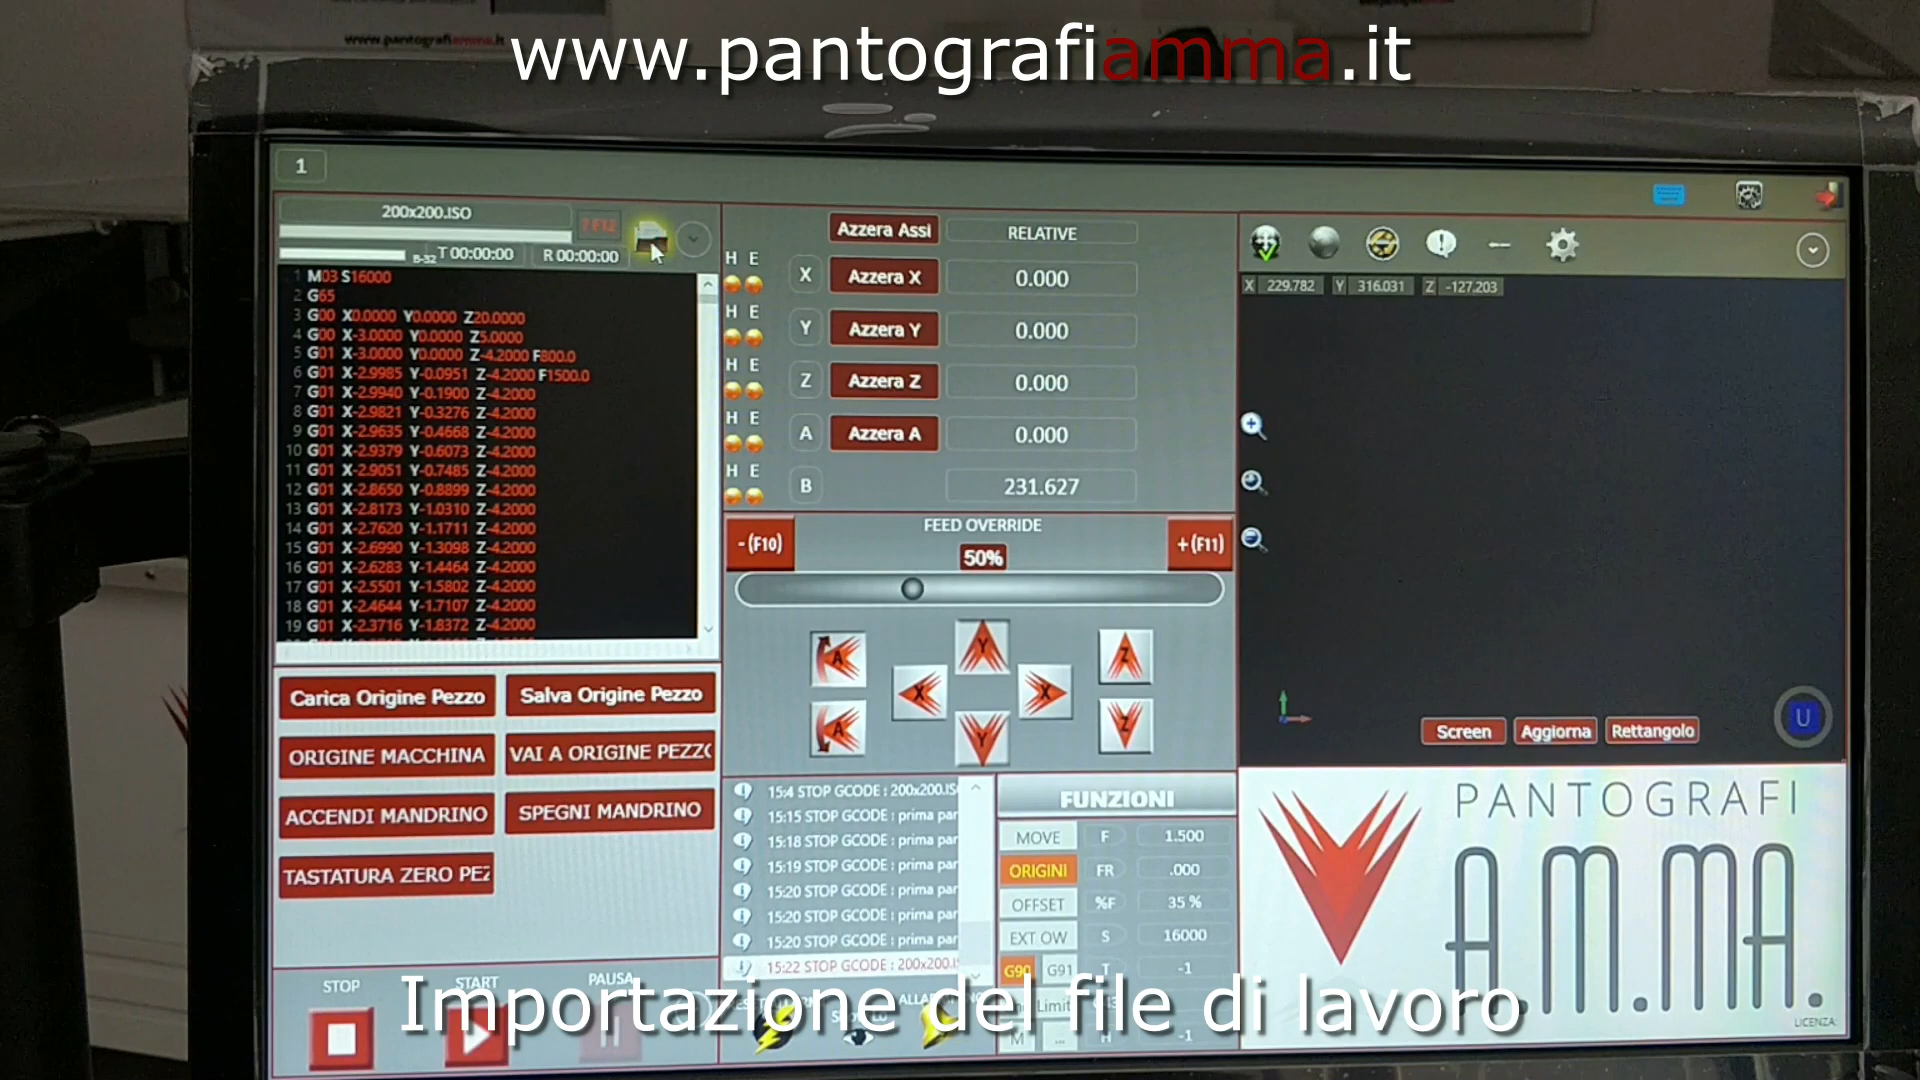 www.pantografiamma.it
www.pantografiamma.it
1
200x200.ISO
? F12
B-32 T 00:00:00 R 00:00:00
1 M03 S16000
2 G65
3 G00 X0.0000 Y0.0000 Z20.0000
4 G00 X-3.0000 Y0.0000 Z5.0000
5 G01 X-3.0000 Y0.0000 Z-4.2000 F800.0
6 G01 X-2.9985 Y-0.0951 Z-4.2000 F1500.0
7 G01 X-2.9940 Y-0.1900 Z-4.2000
8 G01 X-2.9821 Y-0.3276 Z-4.2000
9 G01 X-2.9635 Y-0.4668 Z-4.2000
10 G01 X-2.9379 Y-0.6073 Z-4.2000
11 G01 X-2.9051 Y-0.7485 Z-4.2000
12 G01 X-2.8650 Y-0.8899 Z-4.2000
13 G01 X-2.8173 Y-1.0310 Z-4.2000
14 G01 X-2.7620 Y-1.1711 Z-4.2000
15 G01 X-2.6990 Y-1.3098 Z-4.2000
16 G01 X-2.6283 Y-1.4464 Z-4.2000
17 G01 X-2.5501 Y-1.5802 Z-4.2000
18 G01 X-2.4644 Y-1.7107 Z-4.2000
19 G01 X-2.3716 Y-1.8372 Z-4.2000
Carica Origine Pezzo Salva Origine Pezzo
ORIGINE MACCHINA VAI A ORIGINE PEZZO
ACCENDI MANDRINO SPEGNI MANDRINO
TASTATURA ZERO PEZ
STOP START PAUSA
Azzera Assi RELATIVE
H E X Azzera X 0.000
H E Y Azzera Y 0.000
H E Z Azzera Z 0.000
H E A Azzera A 0.000
H E B 231.627
FEED OVERRIDE
- (F10) 50% + (F11)
A Y Z
X X
A Y Z
15:4 STOP GCODE : 200x200.IS
15:15 STOP GCODE : prima par
15:18 STOP GCODE : prima par
15:19 STOP GCODE : prima par
15:20 STOP GCODE : prima par
15:20 STOP GCODE : prima par
15:20 STOP GCODE : prima par
15:22 STOP GCODE : 200x200.I
FUNZIONI
MOVE F 1.500
ORIGINI FR .000
OFFSET %F 35 %
EXT OW S 16000
G90 G91 T -1
Limit
M ... H -1
X 229.782 Y 316.031 Z -127.203
Screen Aggiorna Rettangolo
U
PANTOGRAFI
A.M.MA.
LICENZA:
Importazione del file di lavoro